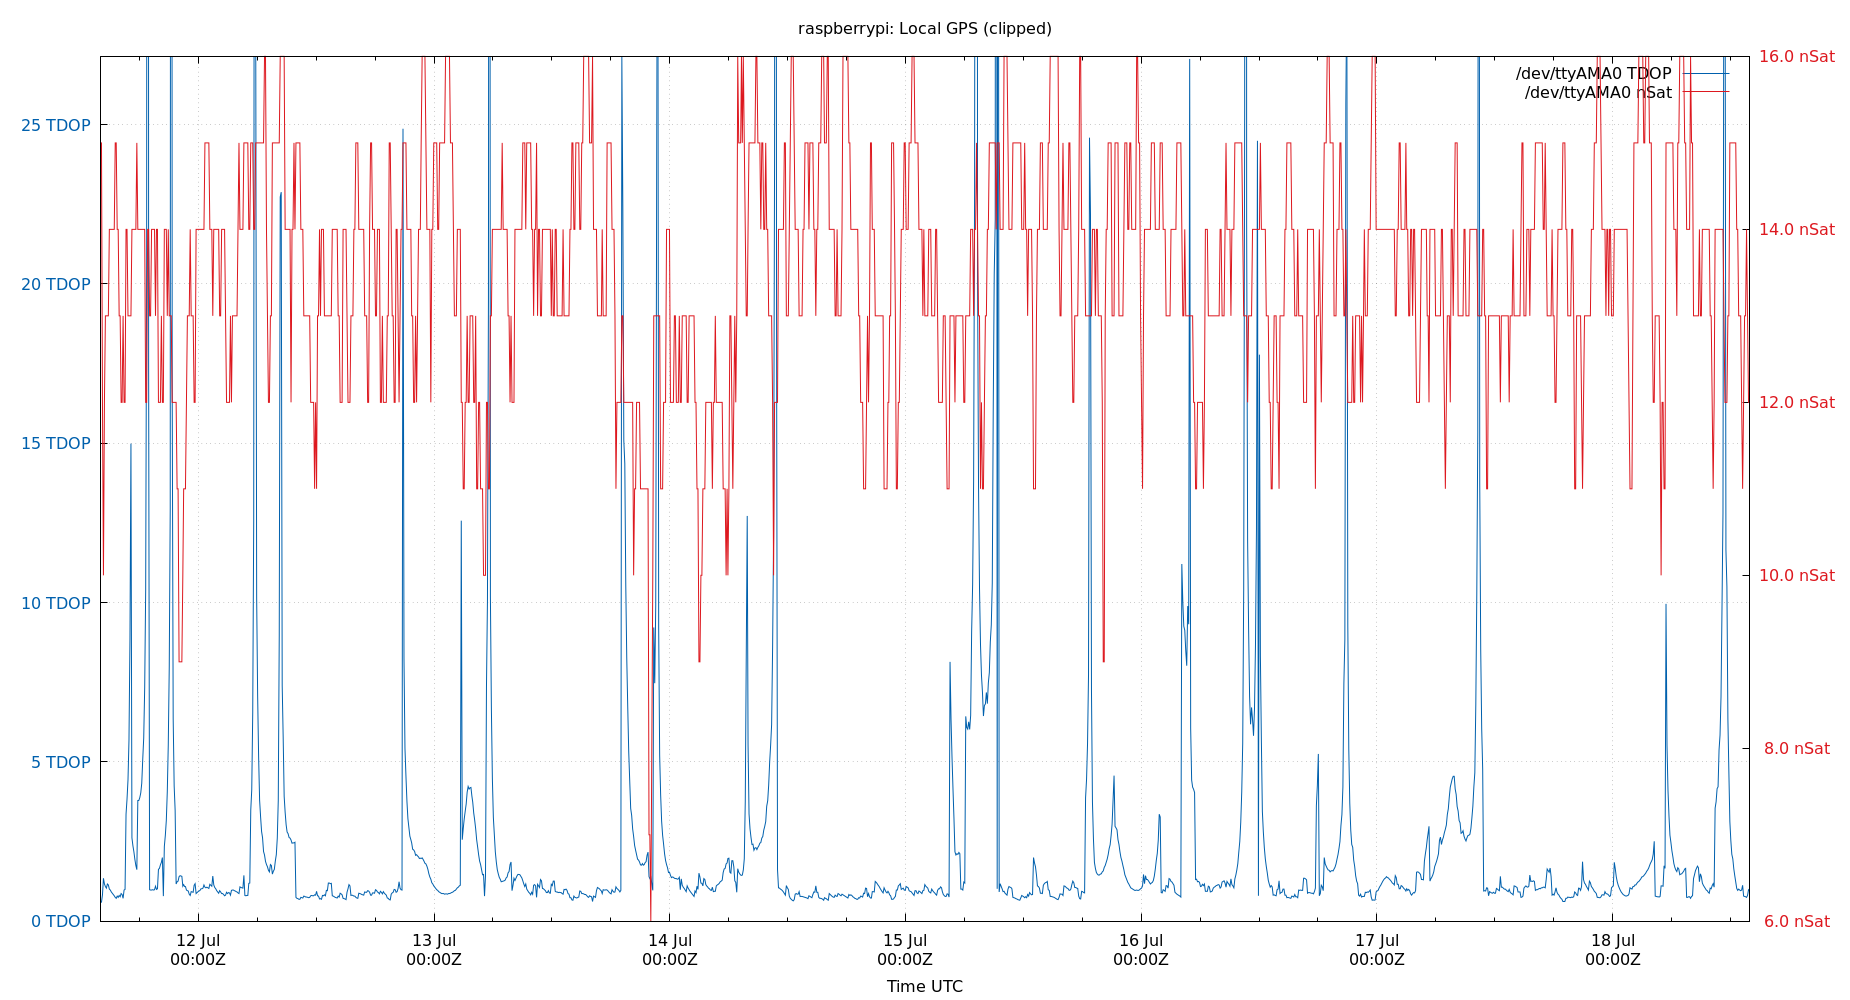 raspberrypi: Local GPS (clipped)
/dev/ttyAMA0 TDOP
/dev/ttyAMA0 nSat
25 TDOP
20 TDOP
15 TDOP
10 TDOP
5 TDOP
0 TDOP
16.0 nSat
14.0 nSat
12.0 nSat
10.0 nSat
8.0 nSat
6.0 nSat
12 Jul
00:00Z
13 Jul
00:00Z
14 Jul
00:00Z
15 Jul
00:00Z
16 Jul
00:00Z
17 Jul
00:00Z
18 Jul
00:00Z
Time UTC